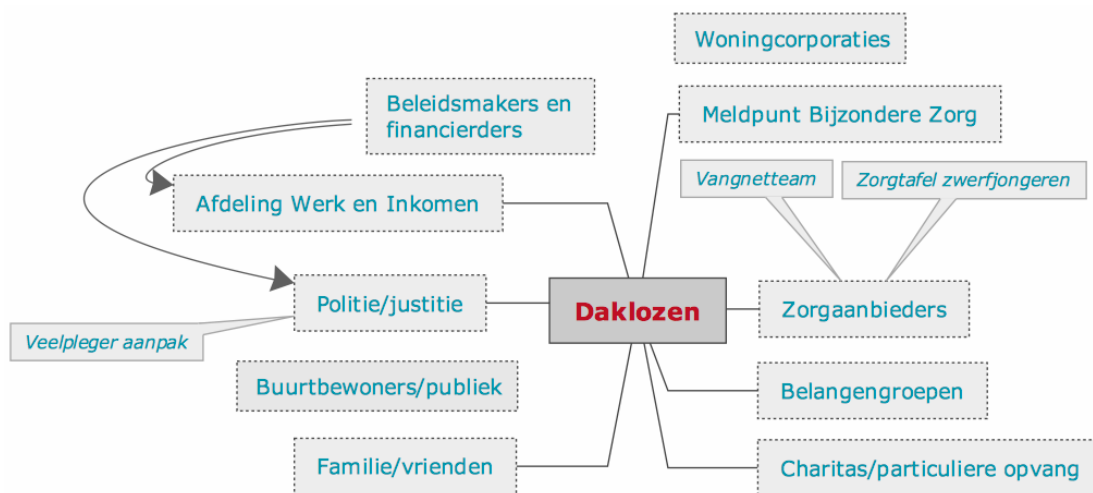 Woningcorporaties
Beleidsmakers en
financierders
Meldpunt Bijzondere Zorg
Vangnetteam
Zorgtafel zwerfjongeren
Afdeling Werk en Inkomen
Politie/justitie
Daklozen
Zorgaanbieders
Veelpleger aanpak
Buurtbewoners/publiek
Belangengroepen
Familie/vrienden
Charitas/particuliere opvang